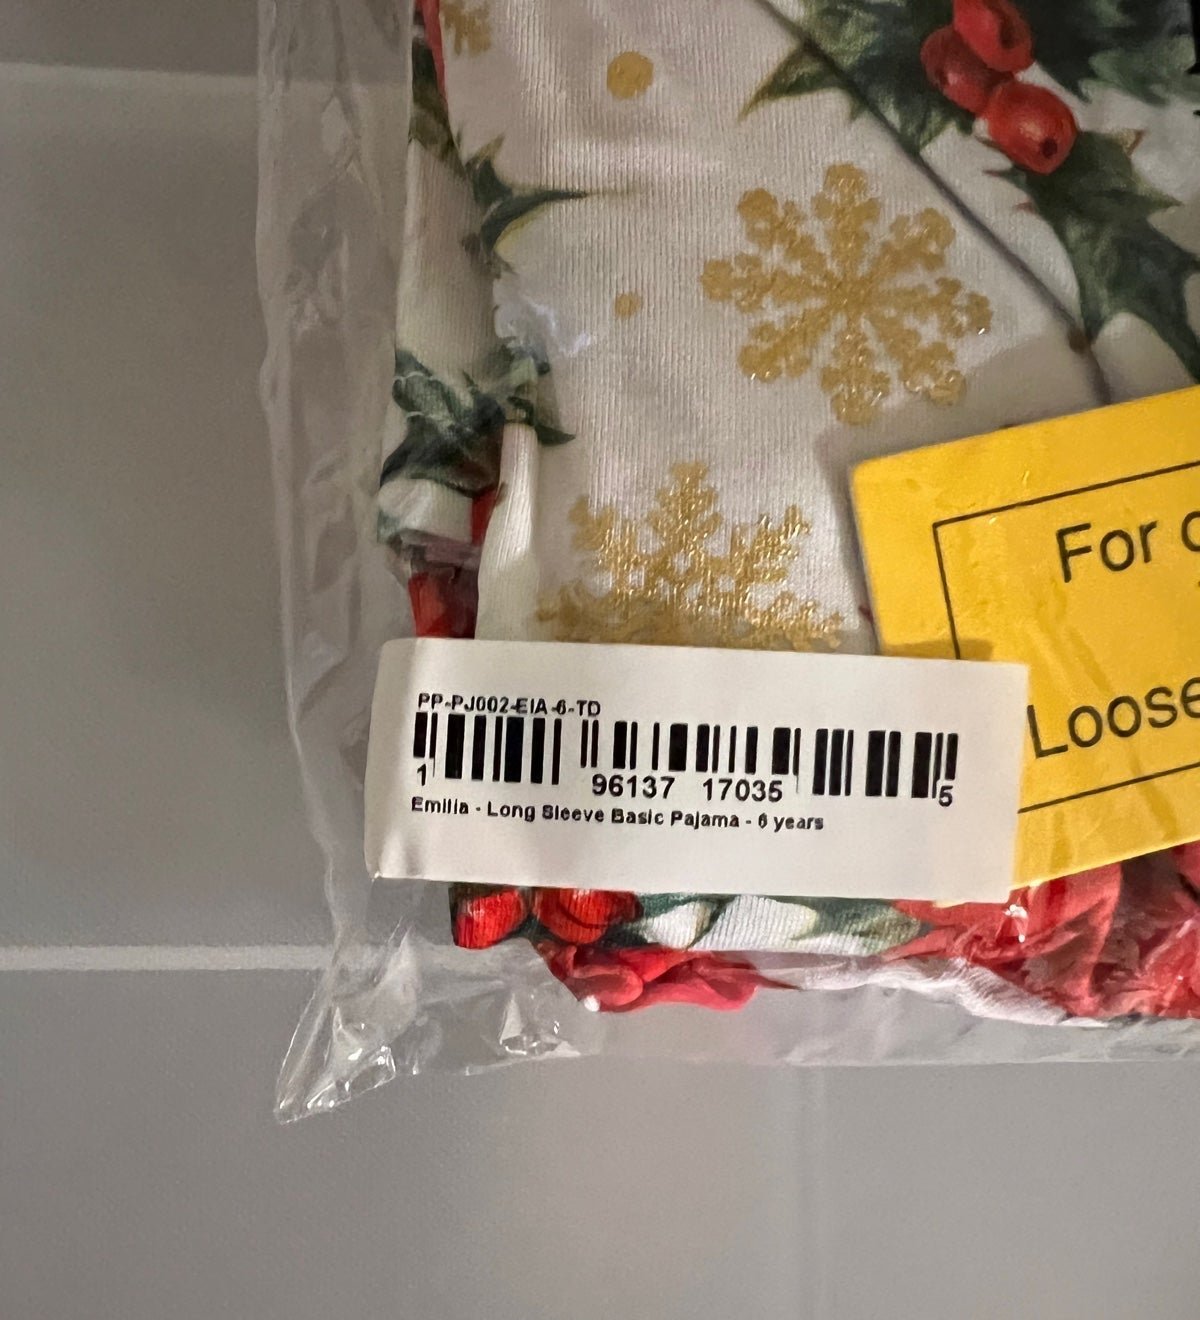 For
Loose
PP-PJ002-EIA-6-TD
1 96137 17035 5
Emilia - Long Sleeve Basic Pajama - 6 years